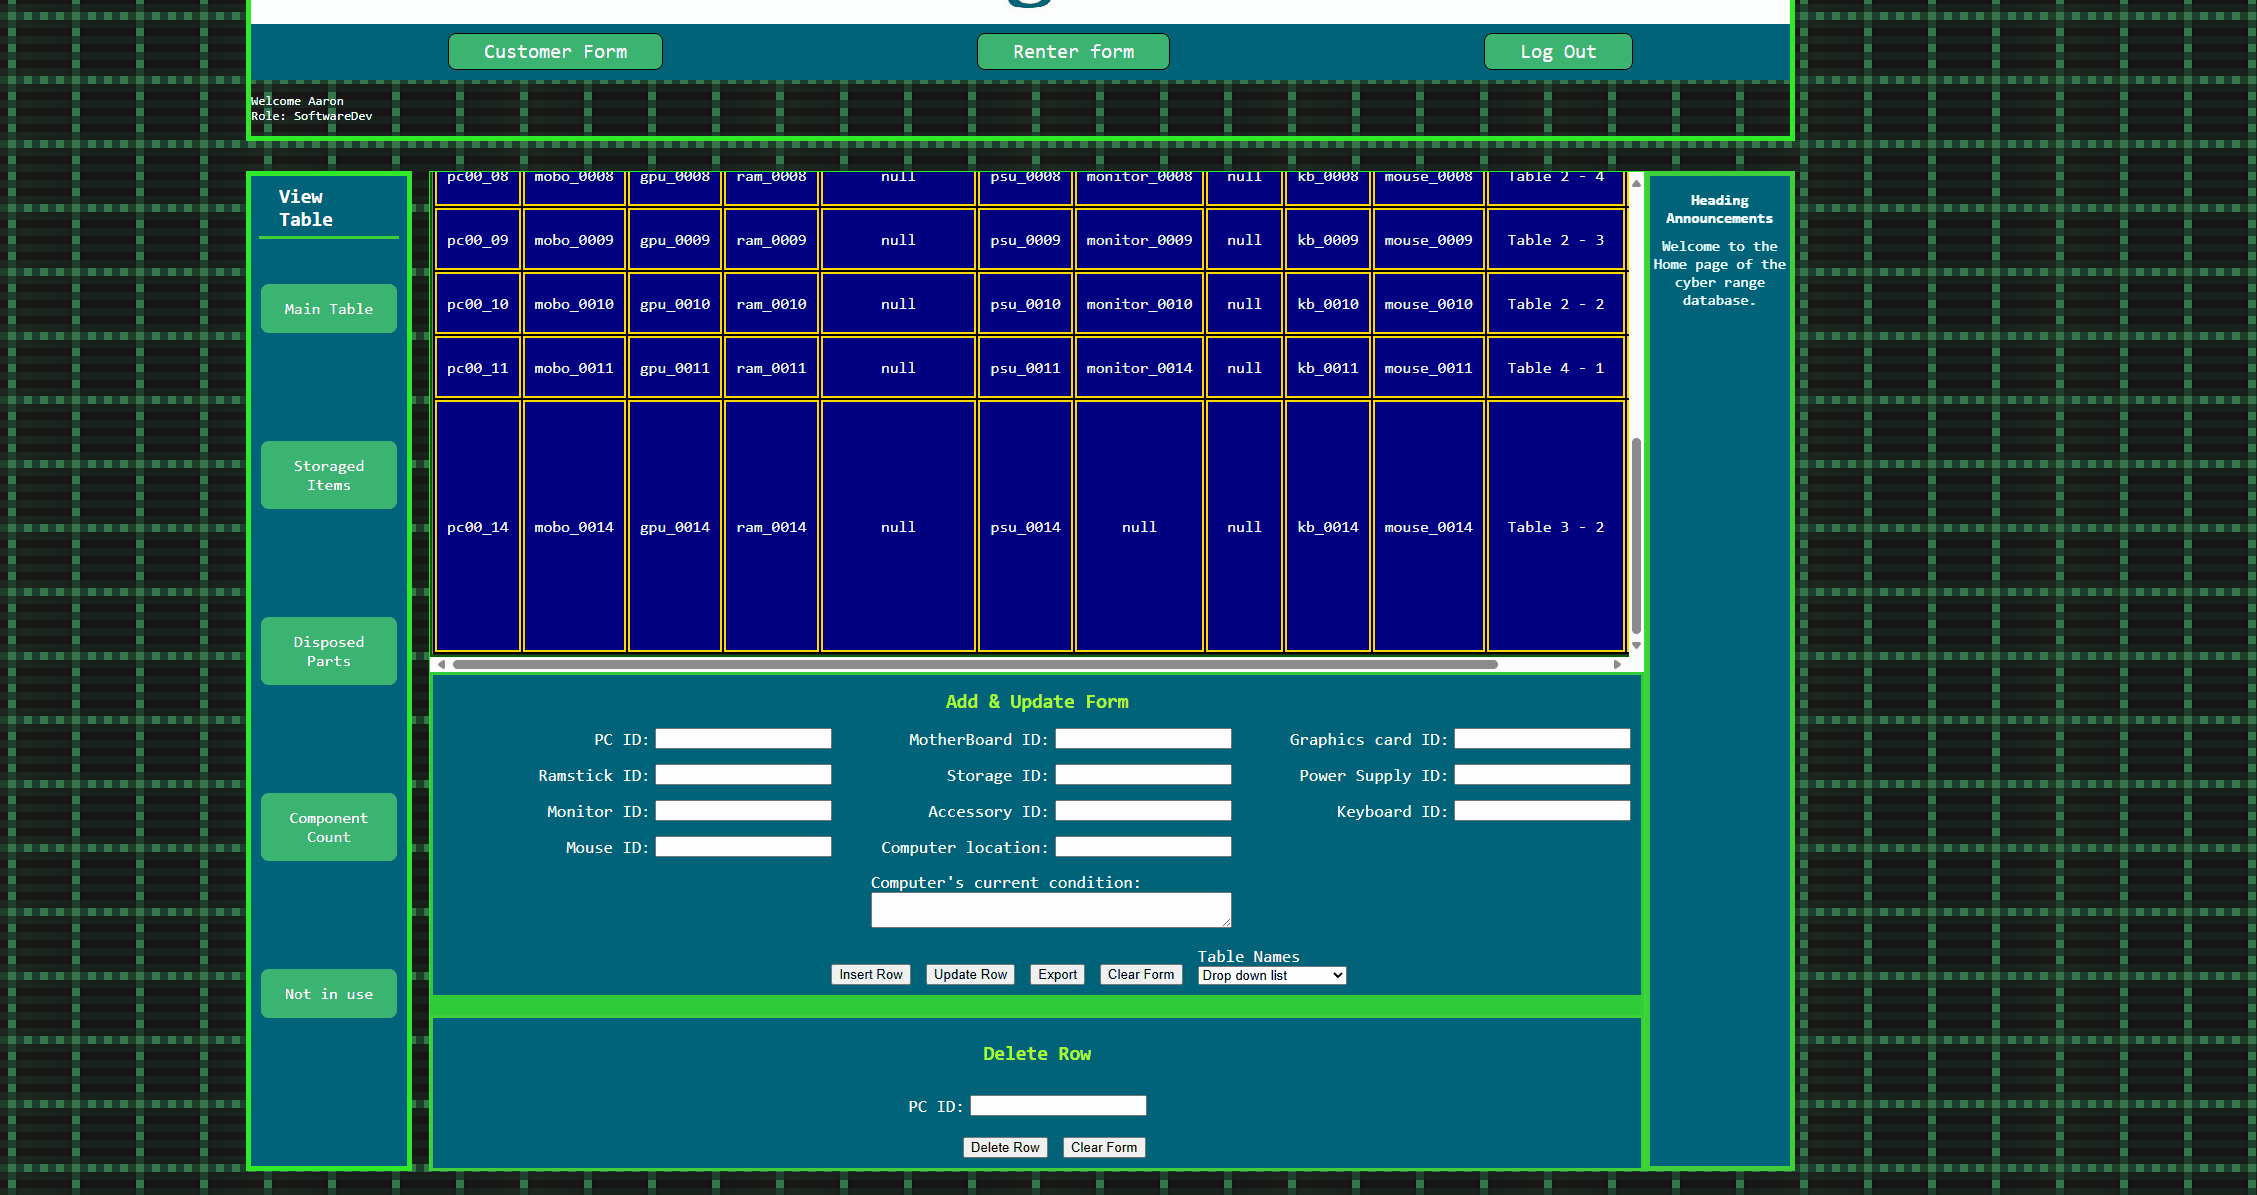 Customer Form Renter form Log Out
Welcome Aaron
Role: SoftwareDev
View
Table
Main Table
Storaged
Items
Disposed
Parts
Component
Count
Not in use
pc00_08 mobo_0008 gpu_0008 ram_0008 null psu_0008 monitor_0008 null kb_0008 mouse_0008 Table 2 - 4
pc00_09 mobo_0009 gpu_0009 ram_0009 null psu_0009 monitor_0009 null kb_0009 mouse_0009 Table 2 - 3
pc00_10 mobo_0010 gpu_0010 ram_0010 null psu_0010 monitor_0010 null kb_0010 mouse_0010 Table 2 - 2
pc00_11 mobo_0011 gpu_0011 ram_0011 null psu_0011 monitor_0014 null kb_0011 mouse_0011 Table 4 - 1
pc00_14 mobo_0014 gpu_0014 ram_0014 null psu_0014 null null kb_0014 mouse_0014 Table 3 - 2
Add & Update Form
PC ID: MotherBoard ID: Graphics card ID:
Ramstick ID: Storage ID: Power Supply ID:
Monitor ID: Accessory ID: Keyboard ID:
Mouse ID: Computer location:
Computer's current condition:
Table Names
Insert Row Update Row Export Clear Form Drop down list
Delete Row
PC ID:
Delete Row Clear Form
Heading
Announcements
Welcome to the
Home page of the
cyber range
database.